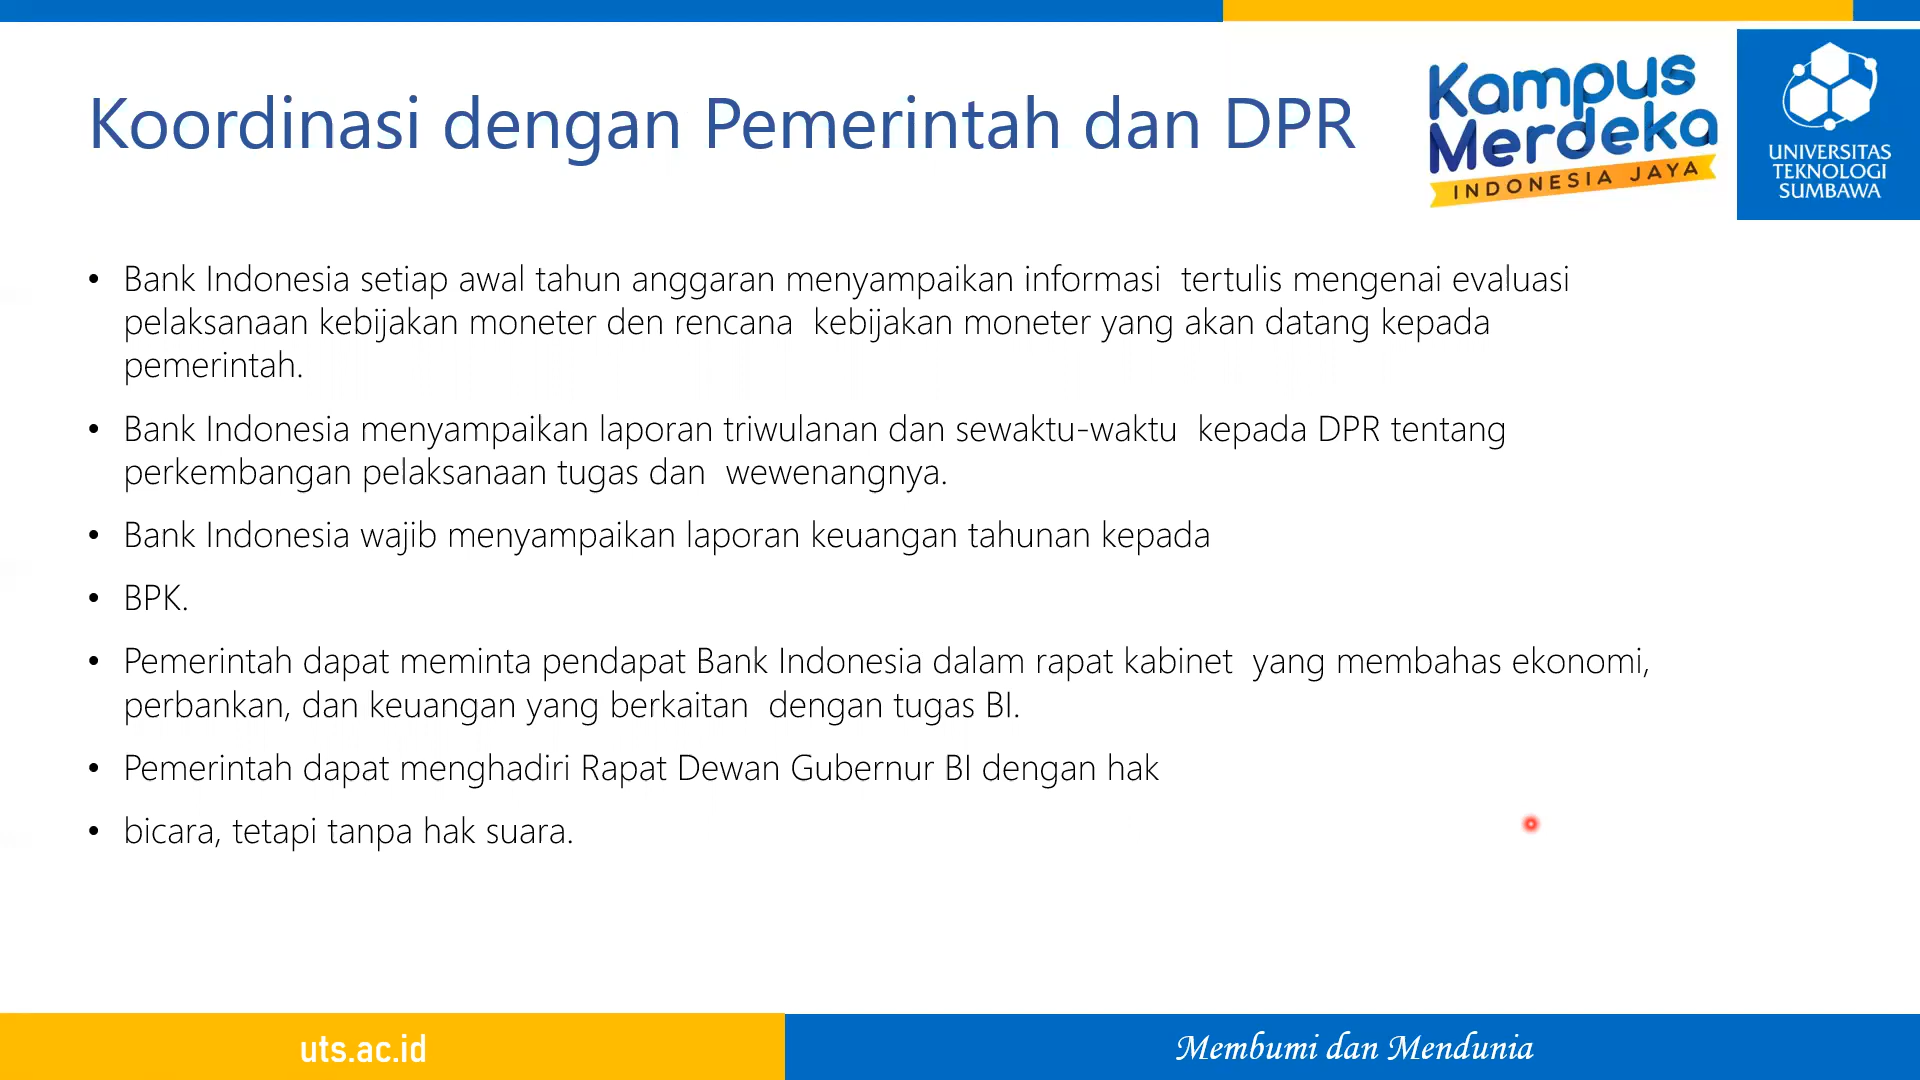 Koordinasi dengan Pemerintah dan DPR
Kampus
Merdeka
INDONESIA JAYA
UNIVERSITAS
TEKNOLOGI
SUMBAWA
• Bank Indonesia setiap awal tahun anggaran menyampaikan informasi  tertulis mengenai evaluasi
pelaksanaan kebijakan moneter den rencana  kebijakan moneter yang akan datang kepada
pemerintah.
• Bank Indonesia menyampaikan laporan triwulanan dan sewaktu-waktu  kepada DPR tentang
perkembangan pelaksanaan tugas dan  wewenangnya.
• Bank Indonesia wajib menyampaikan laporan keuangan tahunan kepada
• BPK.
• Pemerintah dapat meminta pendapat Bank Indonesia dalam rapat kabinet  yang membahas ekonomi,
perbankan, dan keuangan yang berkaitan  dengan tugas BI.
• Pemerintah dapat menghadiri Rapat Dewan Gubernur BI dengan hak
• bicara, tetapi tanpa hak suara.
uts.ac.id
Membumi dan Mendunia